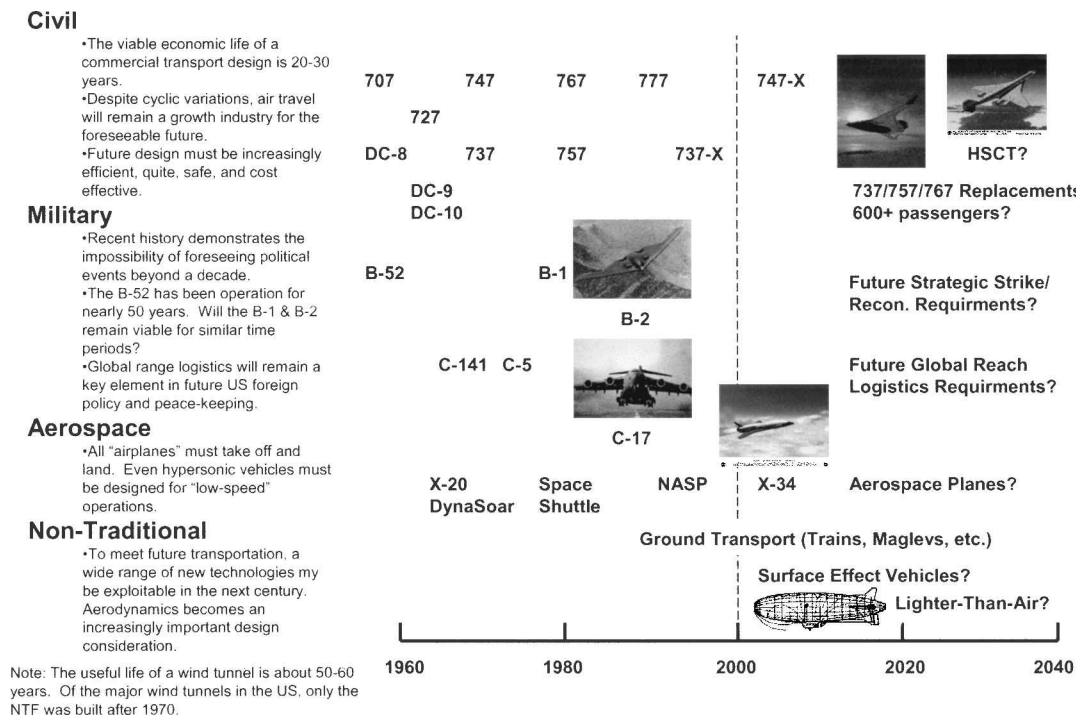 Civil
•The viable economic life of a
commercial transport design is 20-30
years.
•Despite cyclic variations, air travel
will remain a growth industry for the
foreseeable future.
•Future design must be increasingly
efficient, quite, safe, and cost
effective.
707 747 767 777 747-X
727
DC-8 737 757 737-X HSCT?
DC-9
DC-10
737/757/767 Replacements
600+ passengers?
Military
•Recent history demonstrates the
impossibility of foreseeing political
events beyond a decade.
•The B-52 has been operation for
nearly 50 years. Will the B-1 & B-2
remain viable for similar time
periods?
•Global range logistics will remain a
key element in future US foreign
policy and peace-keeping.
B-52 B-1
B-2
Future Strategic Strike/
Recon. Requirments?
C-141 C-5
C-17
Future Global Reach
Logistics Requirments?
Aerospace
•All “airplanes” must take off and
land. Even hypersonic vehicles must
be designed for “low-speed”
operations.
X-20
DynaSoar
Space
Shuttle
NASP X-34 Aerospace Planes?
Non-Traditional
•To meet future transportation, a
wide range of new technologies my
be exploitable in the next century.
Aerodynamics becomes an
increasingly important design
consideration.
Ground Transport (Trains, Maglevs, etc.)
Surface Effect Vehicles?
Lighter-Than-Air?
1960 1980 2000 2020 2040
Note: The useful life of a wind tunnel is about 50-60
years. Of the major wind tunnels in the US, only the
NTF was built after 1970.